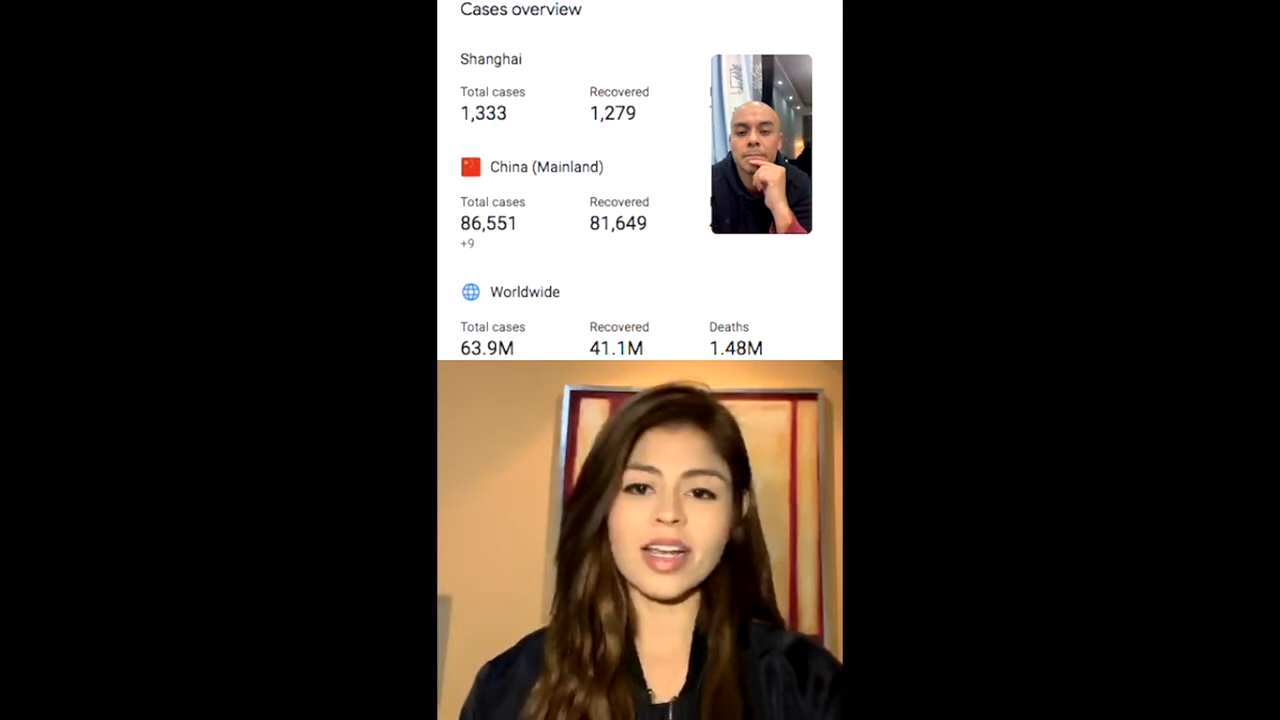 Cases overview
Shanghai
Total cases Recovered
1,333 1,279
China (Mainland)
Total cases Recovered
86,551 81,649
+9
Worldwide
Total cases Recovered Deaths
63.9M 41.1M 1.48M